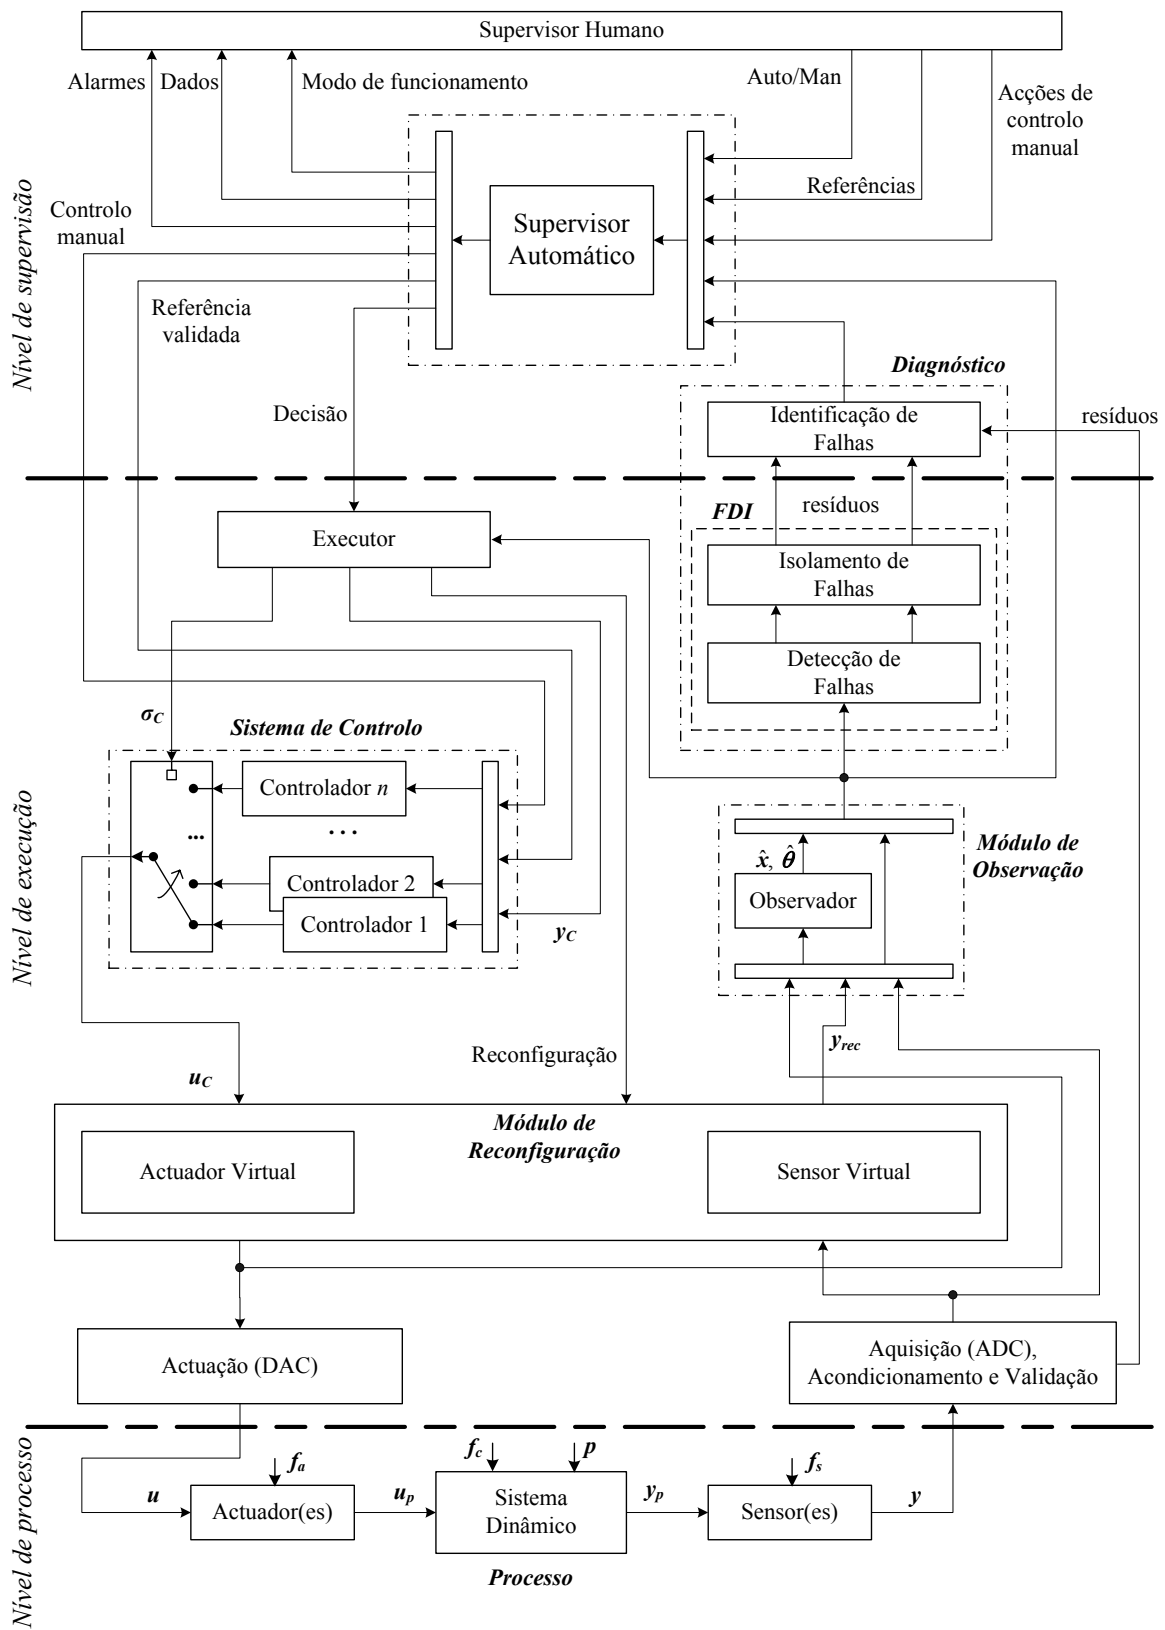 Supervisor Humano
Alarmes
Dados
Modo de funcionamento
Auto/Man
Acções de
controlo
manual
Referências
Controlo
manual
Supervisor
Automático
Nível de supervisão
Referência
validada
Diagnóstico
Decisão
Identificação de
Falhas
resíduos
FDI
resíduos
Executor
Isolamento de
Falhas
Detecção de
Falhas
σC
Sistema de Controlo
Controlador n
...
. . .
Controlador 2
Controlador 1
yC
Nível de execução
Módulo de
Observação
x̂, θ̂
Observador
Reconfiguração
yrec
uC
Módulo de
Reconfiguração
Actuador Virtual
Sensor Virtual
Actuação (DAC)
Aquisição (ADC),
Acondicionamento e Validação
Nível de processo
fa
fc
p
fs
u
Actuador(es)
up
Sistema
Dinâmico
yp
Sensor(es)
y
Processo